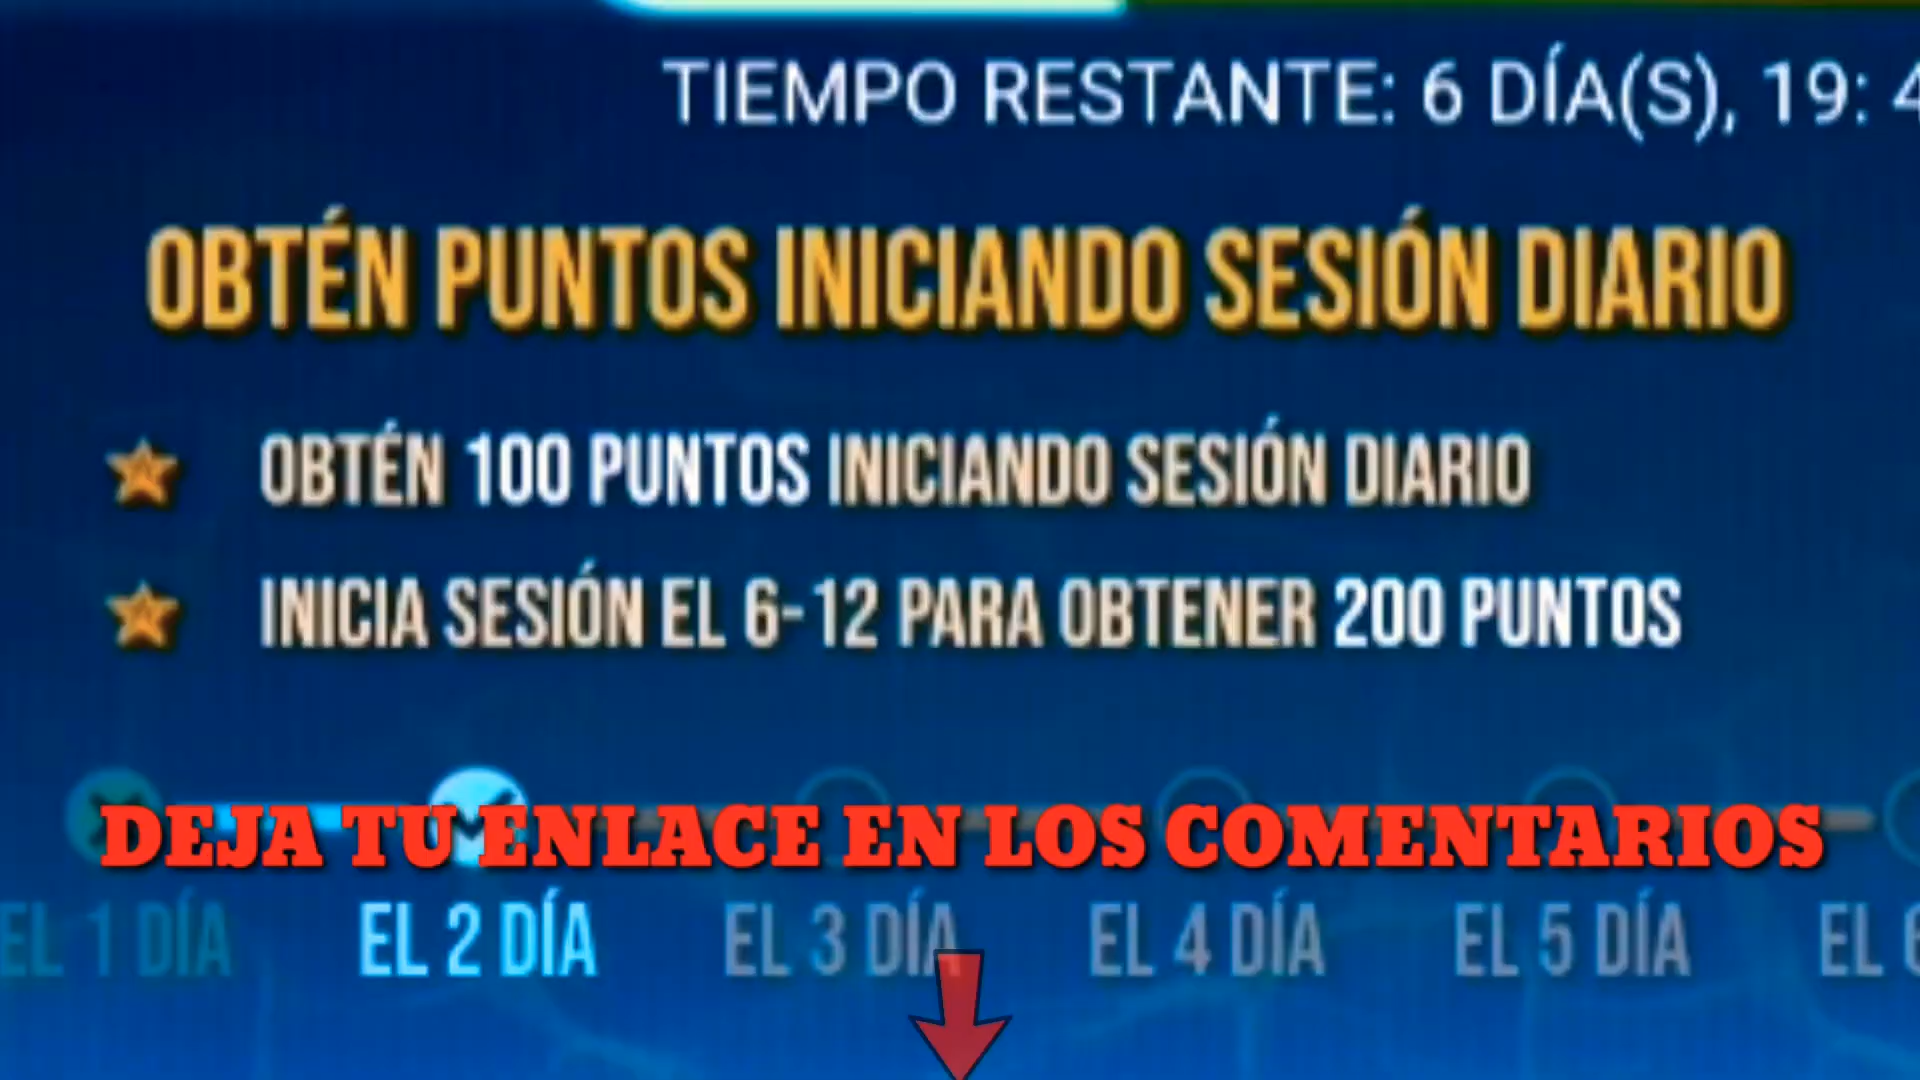 TIEMPO RESTANTE: 6 DÍA(S), 19: 4
OBTÉN PUNTOS INICIANDO SESIÓN DIARIO
OBTÉN 100 PUNTOS INICIANDO SESIÓN DIARIO
INICIA SESIÓN EL 6-12 PARA OBTENER 200 PUNTOS
DEJA TU ENLACE EN LOS COMENTARIOS
EL 1 DÍA EL 2 DÍA EL 3 DÍA EL 4 DÍA EL 5 DÍA EL 6